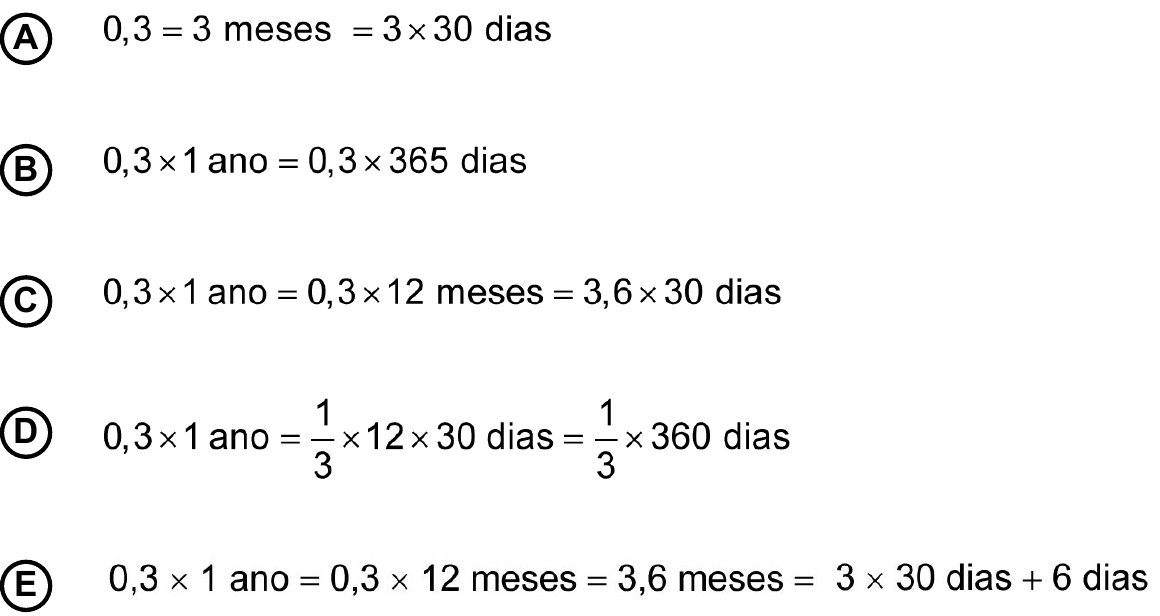 A 0,3 = 3 meses = 3 × 30 dias
B 0,3 × 1 ano = 0,3 × 365 dias
C 0,3 × 1 ano = 0,3 × 12 meses = 3,6 × 30 dias
D 0,3 × 1 ano = 1/3 × 12 × 30 dias = 1/3 × 360 dias
E 0,3 × 1 ano = 0,3 × 12 meses = 3,6 meses = 3 × 30 dias + 6 dias